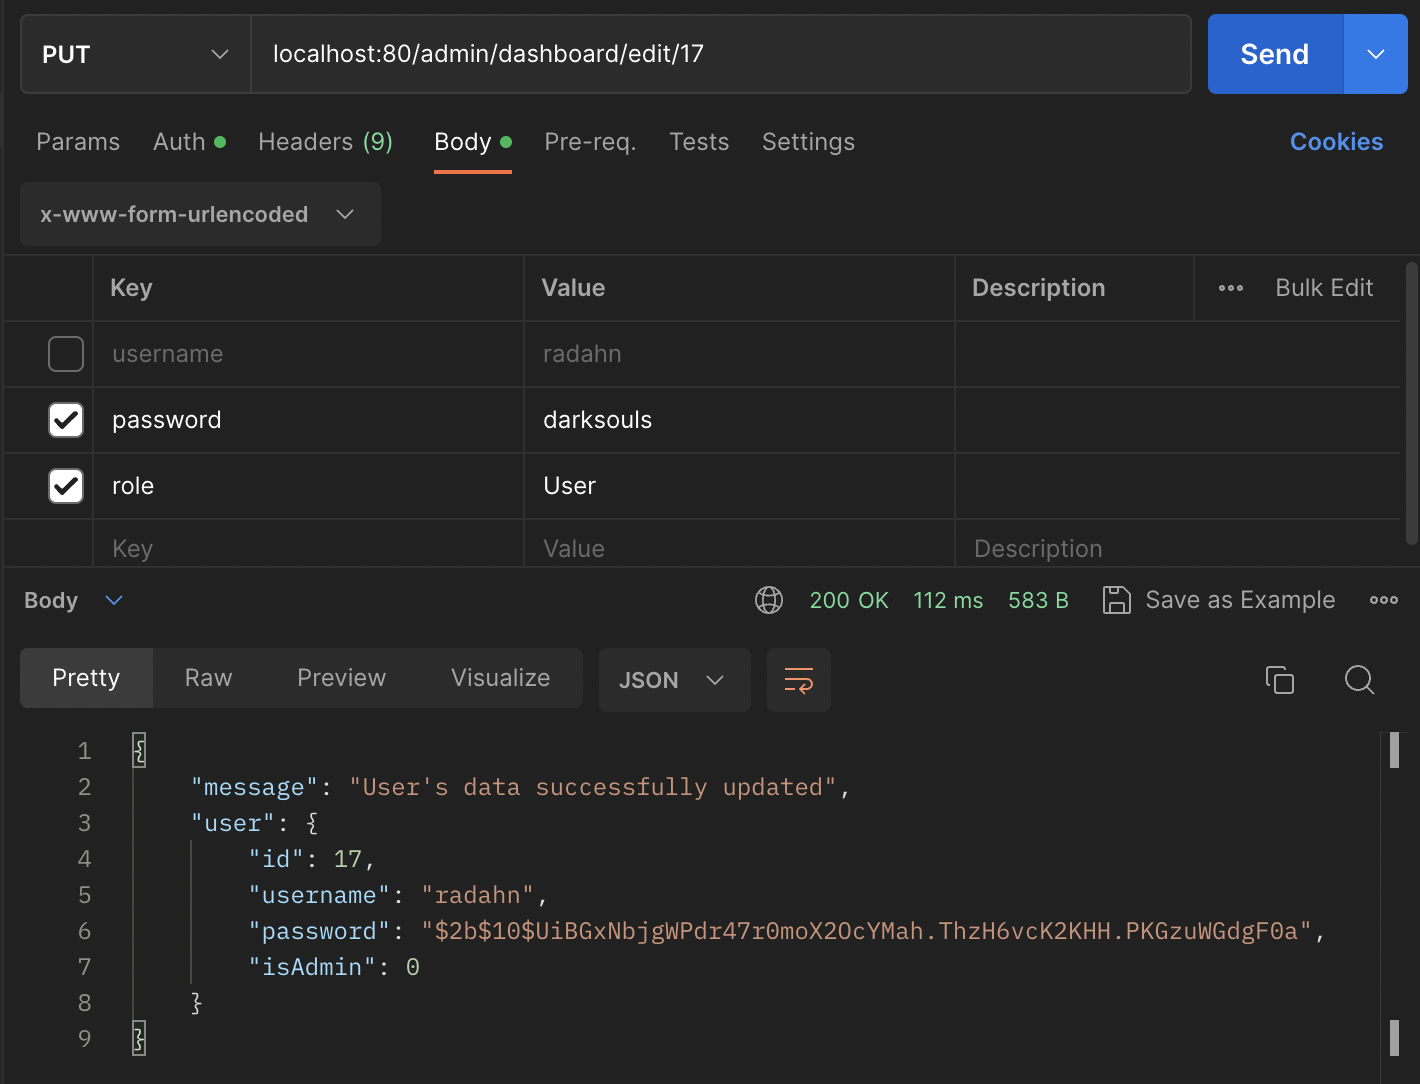 PUT localhost:80/admin/dashboard/edit/17 Send
Params Auth Headers (9) Body Pre-req. Tests Settings Cookies
x-www-form-urlencoded
Key Value Description Bulk Edit
username radahn
password darksouls
role User
Key Value Description
Body 200 OK 112 ms 583 B Save as Example
Pretty Raw Preview Visualize JSON
1 {
2 "message": "User's data successfully updated",
3 "user": {
4 "id": 17,
5 "username": "radahn",
6 "password": "$2b$10$UiBGxNbjgWPdr47r0moX2OcYMah.ThzH6vcK2KHH.PKGzuWGdgF0a",
7 "isAdmin": 0
8 }
9 }